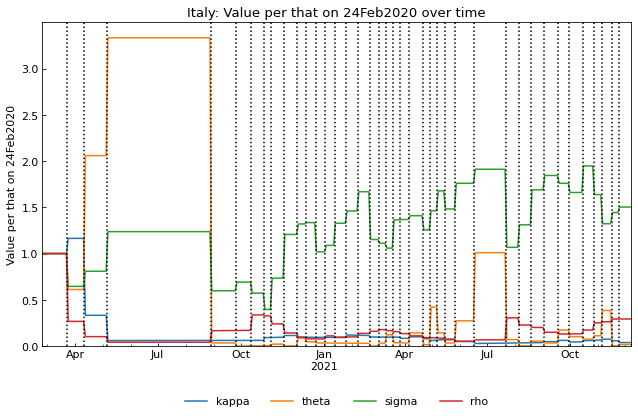 Italy: Value per that on 24Feb2020 over time
Value per that on 24Feb2020
3.0
2.5
2.0
1.5
1.0
0.5
0.0
Apr Jul Oct Jan Apr Jul Oct
2021
kappa theta sigma rho